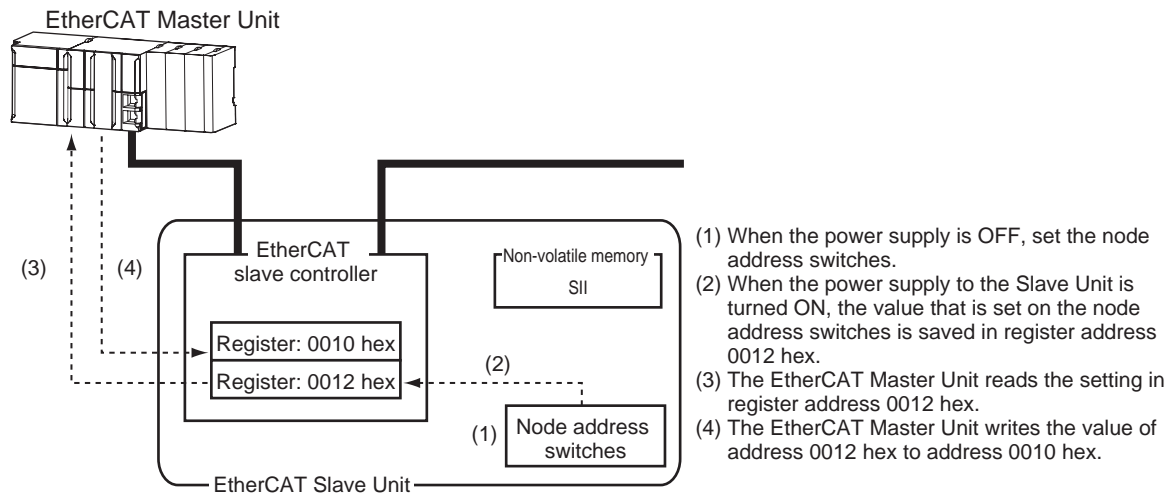 EtherCAT Master Unit
(3)
(4)
EtherCAT
slave controller
Register: 0010 hex
Register: 0012 hex
Non-volatile memory
SII
(2)
(1)
Node address
switches
EtherCAT Slave Unit
(1) When the power supply is OFF, set the node
address switches.
(2) When the power supply to the Slave Unit is
turned ON, the value that is set on the node
address switches is saved in register address
0012 hex.
(3) The EtherCAT Master Unit reads the setting in
register address 0012 hex.
(4) The EtherCAT Master Unit writes the value of
address 0012 hex to address 0010 hex.